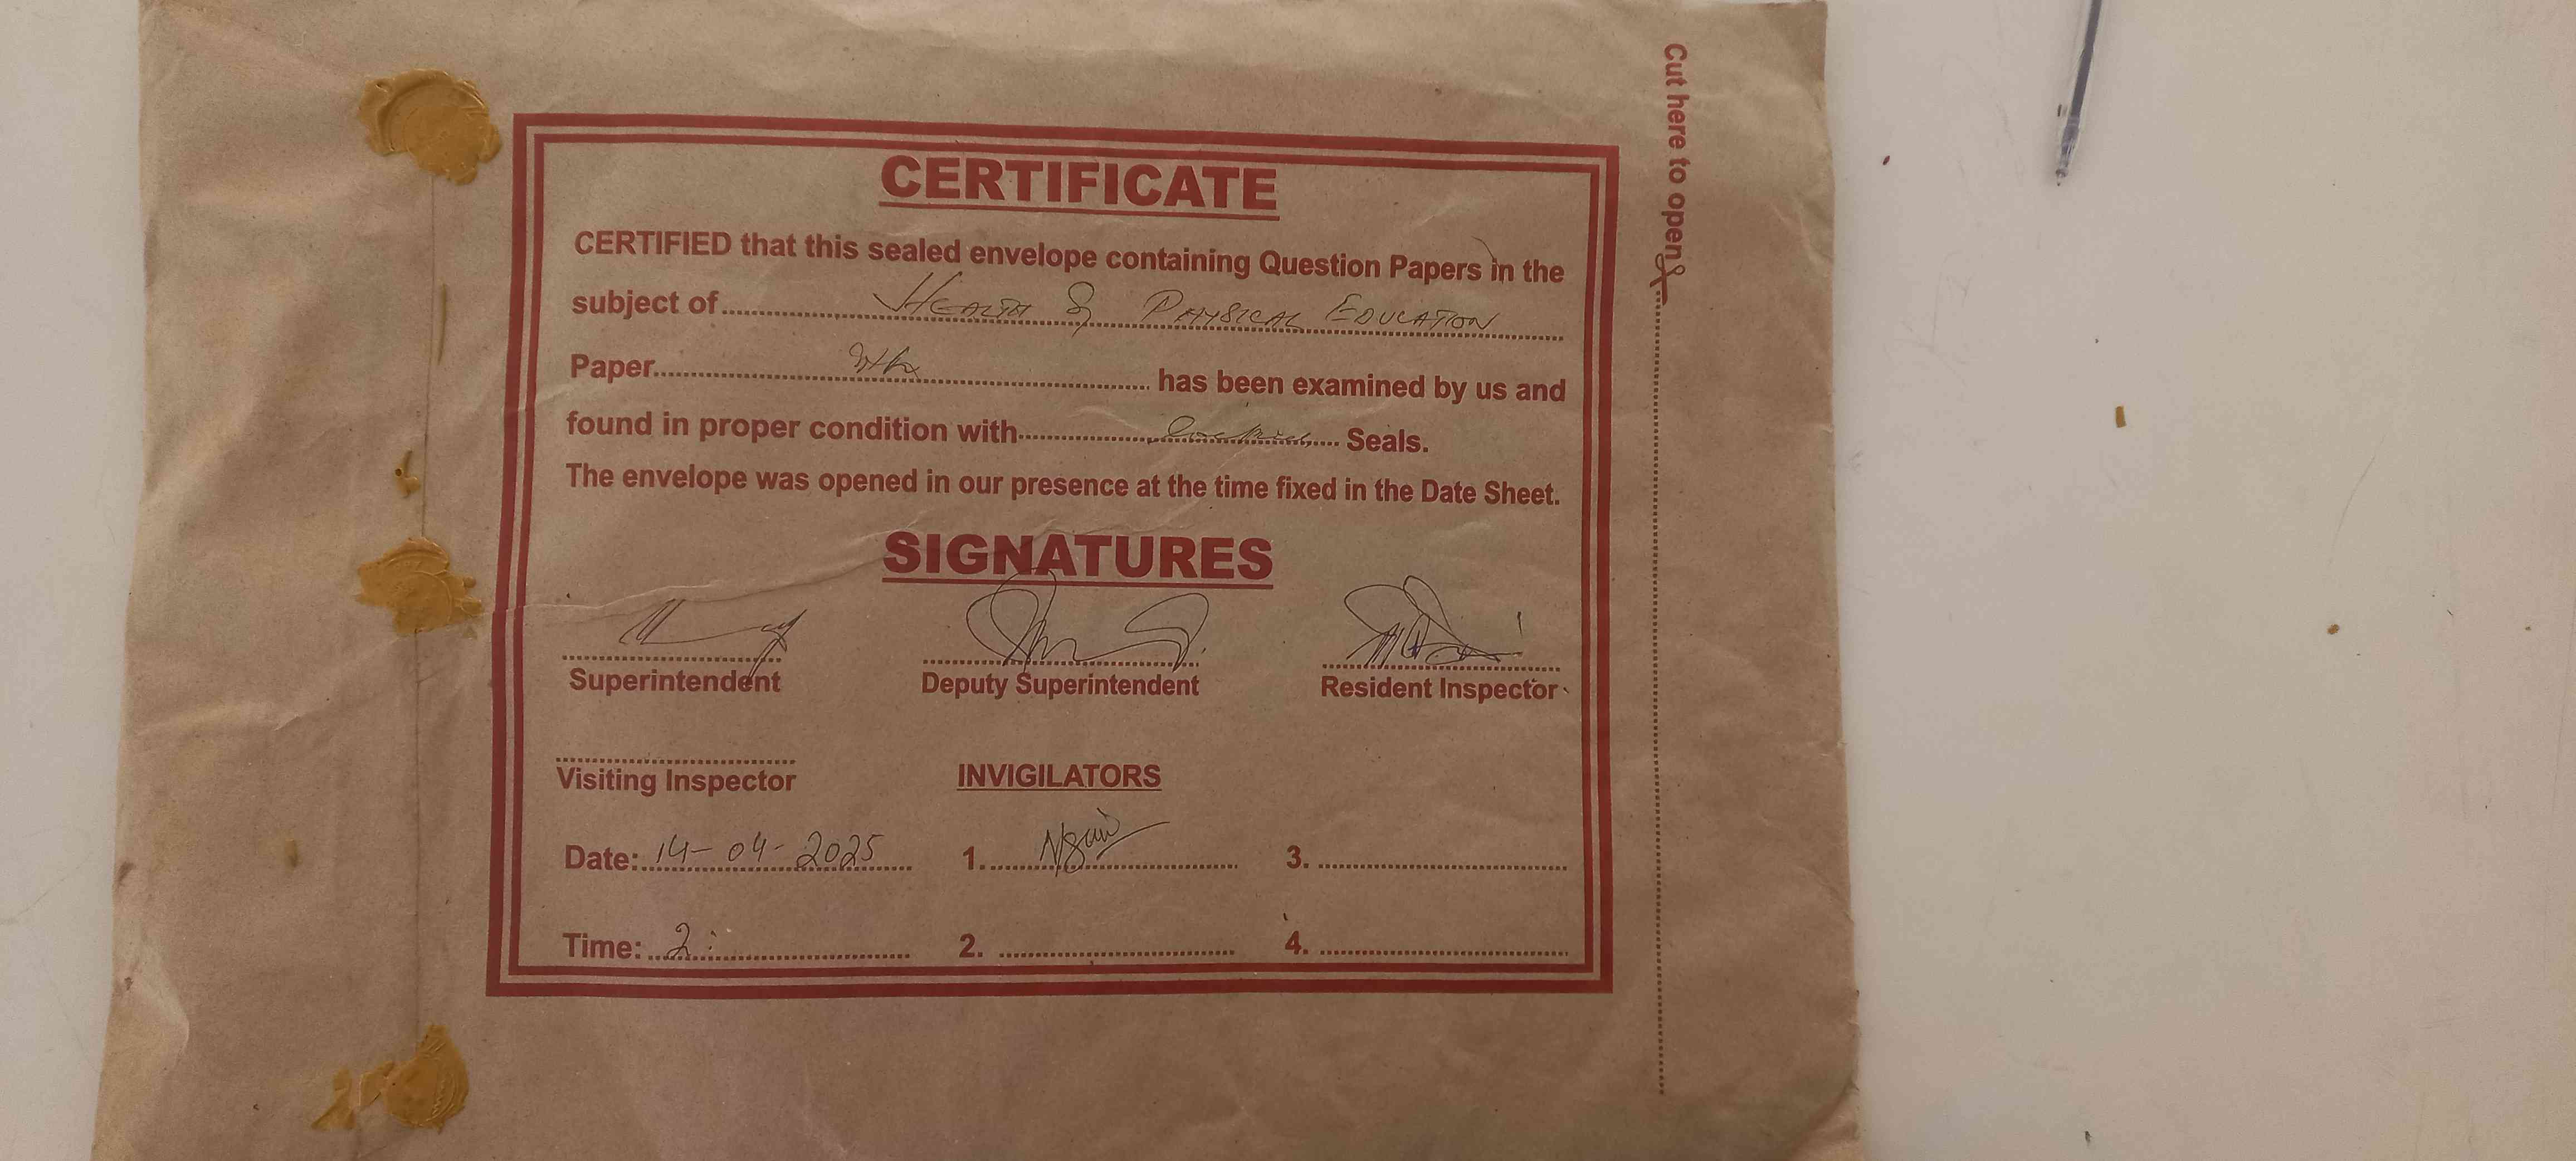 CERTIFICATE
CERTIFIED that this sealed envelope containing Question Papers in the
subject of HEALTH & PHYSICAL EDUCATION
Paper has been examined by us and
found in proper condition with Seals.
The envelope was opened in our presence at the time fixed in the Date Sheet.
SIGNATURES
Superintendent Deputy Superintendent Resident Inspector
Visiting Inspector INVIGILATORS
Date: 14-04-2025 1. 3.
Time: 2: 2. 4.
Cut here to open